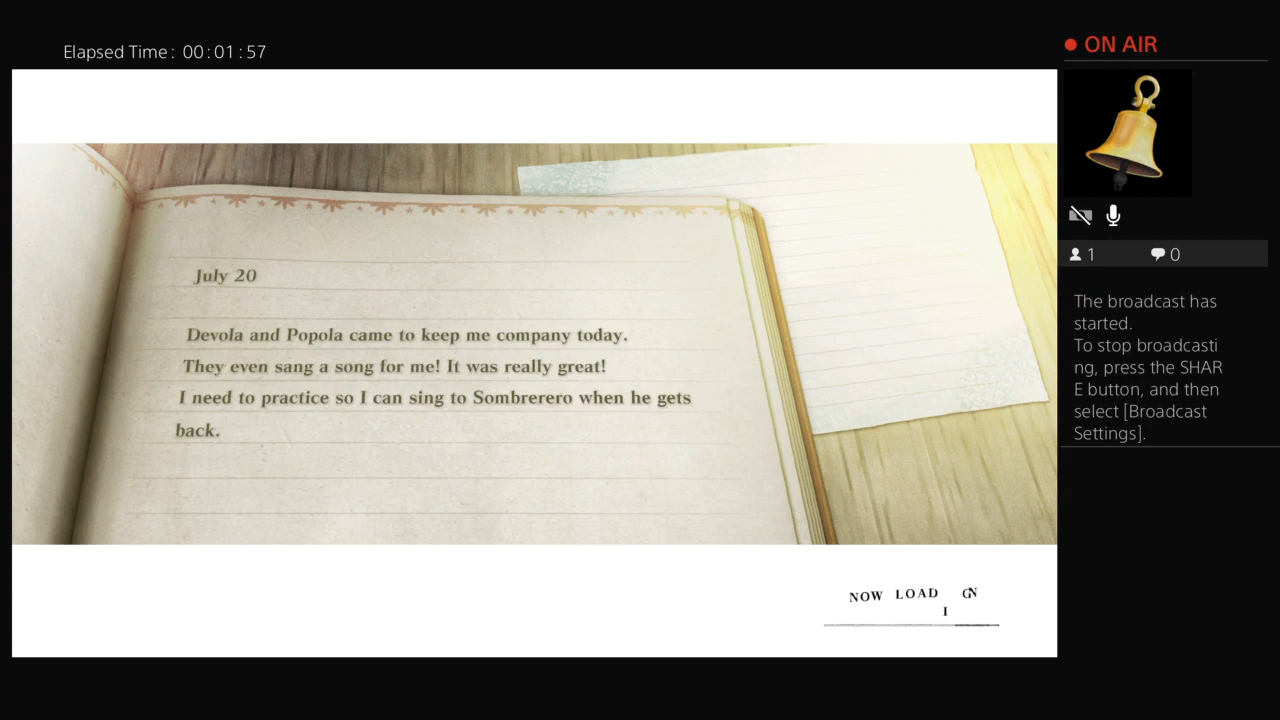 Elapsed Time: 00:01:57
ON AIR
1
0
The broadcast has
started.
To stop broadcasti
ng, press the SHAR
E button, and then
select [Broadcast
Settings].
July 20
Devola and Popola came to keep me company today.
They even sang a song for me! It was really great!
I need to practice so I can sing to Sombrerero when he gets
back.
NOW LOADIGN